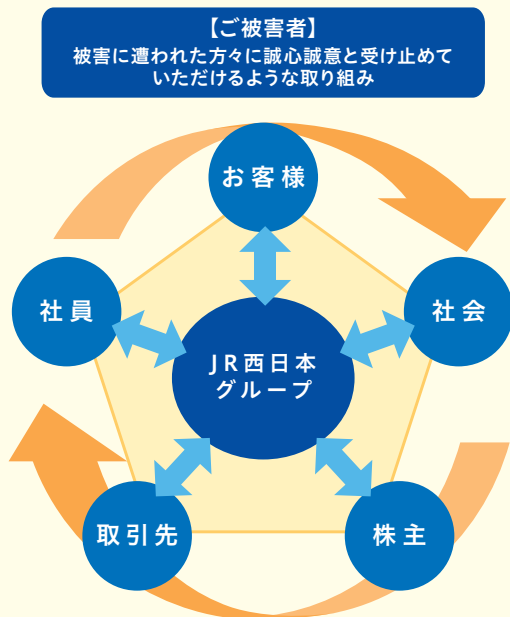 【ご被害者】
被害に遭われた方々に誠心誠意と受け止めて
いただけるような取り組み
お客様
社員
社会
JR西日本
グループ
取引先
株主